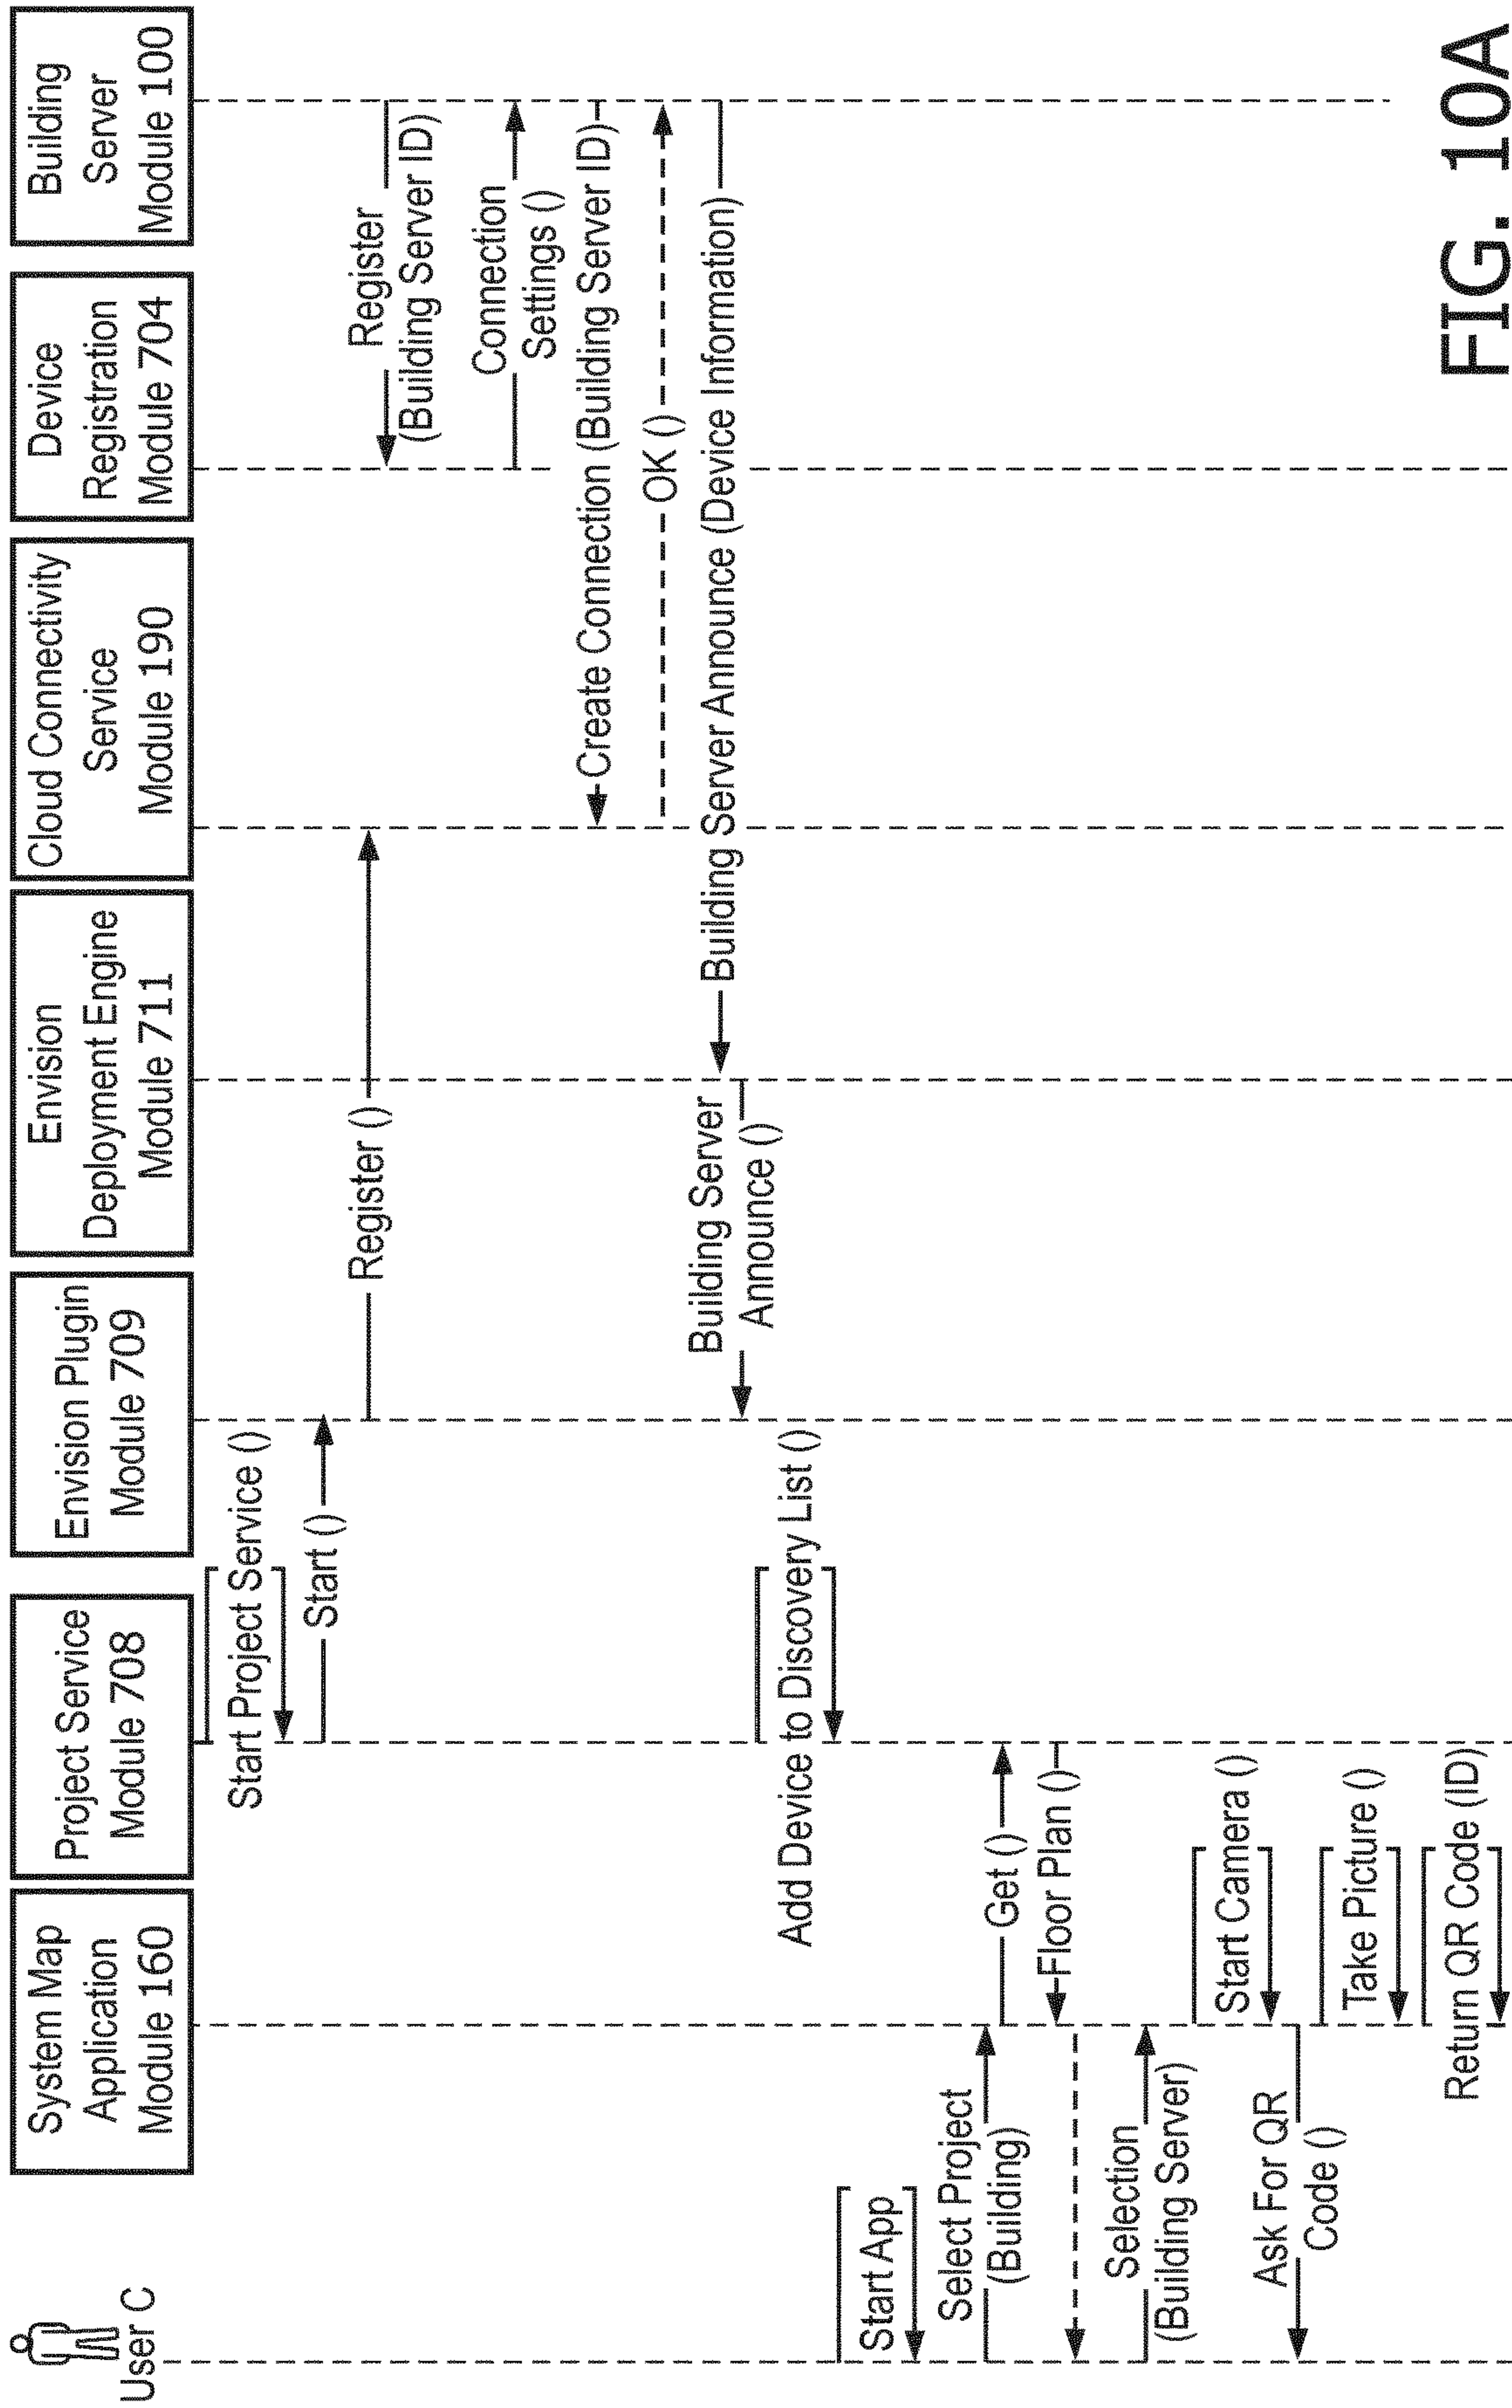 User C
System Map
Application
Module 160
Project Service
Module 708
Envision Plugin
Module 709
Envision
Deployment Engine
Module 711
Cloud Connectivity
Service
Module 190
Device
Registration
Module 704
Building
Server
Module 100
Start Project Service ()
Start ()
Register ()
Register
(Building Server ID)
Connection
Settings ()
Create Connection (Building Server ID)
OK ()
Building Server Announce (Device Information)
Building Server
Announce ()
Add Device to Discovery List ()
Start App
Select Project
(Building)
Get ()
Floor Plan ()
Selection
(Building Server)
Start Camera ()
Ask For QR
Code ()
Take Picture ()
Return QR Code (ID)
FIG. 10A